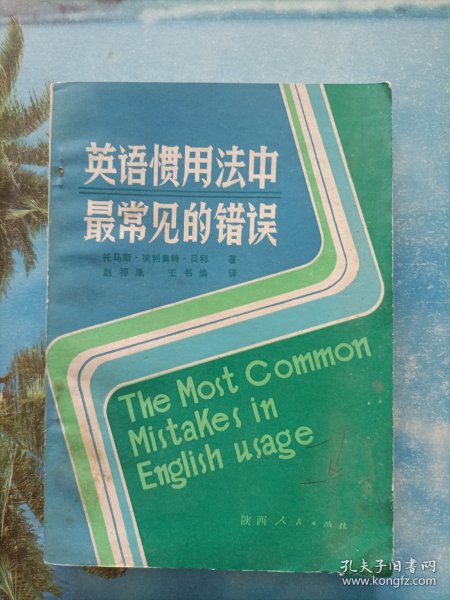 英语惯用法中
最常见的错误
托马斯·埃利奥特·贝利 著
赵禄嵐 王书焕 译
The Most Common
Mistakes in
English usage
陕西人民出版社
孔夫子旧书网
www.kongfz.com